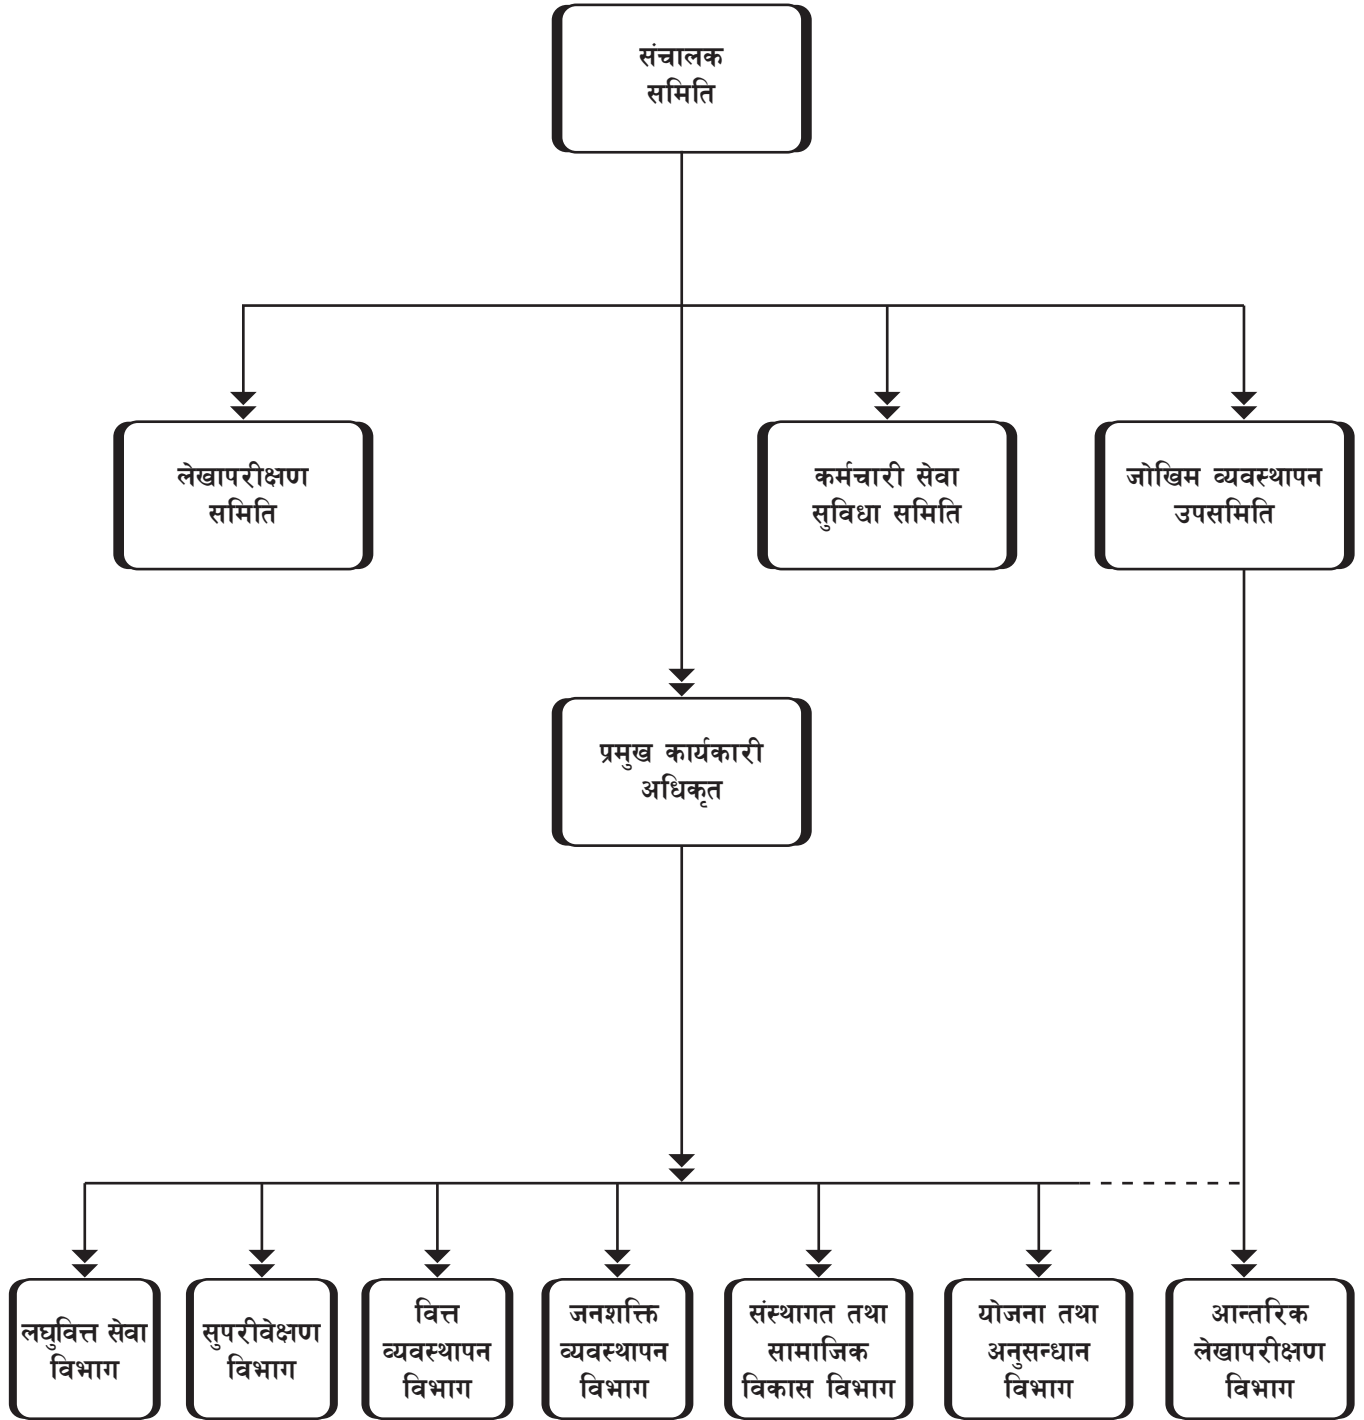 संचालक
समिति
लेखापरीक्षण
समिति
कर्मचारी सेवा
सुविधा समिति
जोखिम व्यवस्थापन
उपसमिति
प्रमुख कार्यकारी
अधिकृत
लघुवित्त सेवा
विभाग
सुपरीवेक्षण
विभाग
वित्त
व्यवस्थापन
विभाग
जनशक्ति
व्यवस्थापन
विभाग
संस्थागत तथा
सामाजिक
विकास विभाग
योजना तथा
अनुसन्धान
विभाग
आन्तरिक
लेखापरीक्षण
विभाग